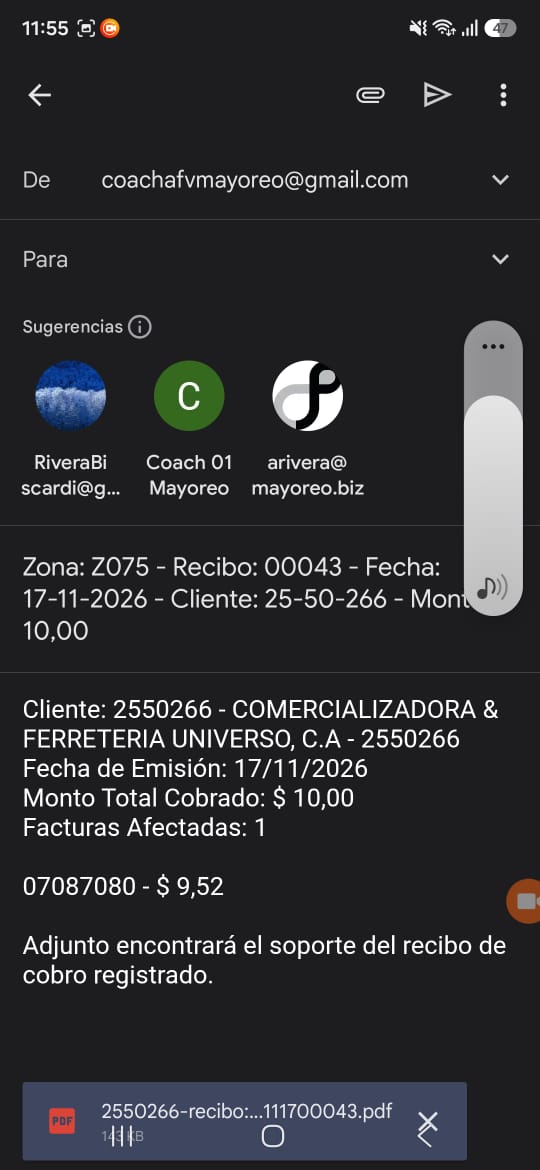 11:55
47
De coachafvmayoreo@gmail.com
Para
Sugerencias
C
RiveraBi
scardi@g...
Coach 01
Mayoreo
arivera@
mayoreo.biz
Zona: Z075 - Recibo: 00043 - Fecha:
17-11-2026 - Cliente: 25-50-266 - Mont
10,00
Cliente: 2550266 - COMERCIALIZADORA &
FERRETERIA UNIVERSO, C.A - 2550266
Fecha de Emisión: 17/11/2026
Monto Total Cobrado: $ 10,00
Facturas Afectadas: 1
07087080 - $ 9,52
Adjunto encontrará el soporte del recibo de
cobro registrado.
PDF 2550266-recibo:...111700043.pdf
143 KB